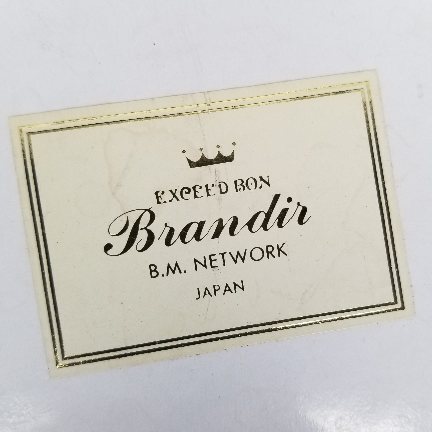 EXCEED BON
Brandir
B.M. NETWORK
JAPAN